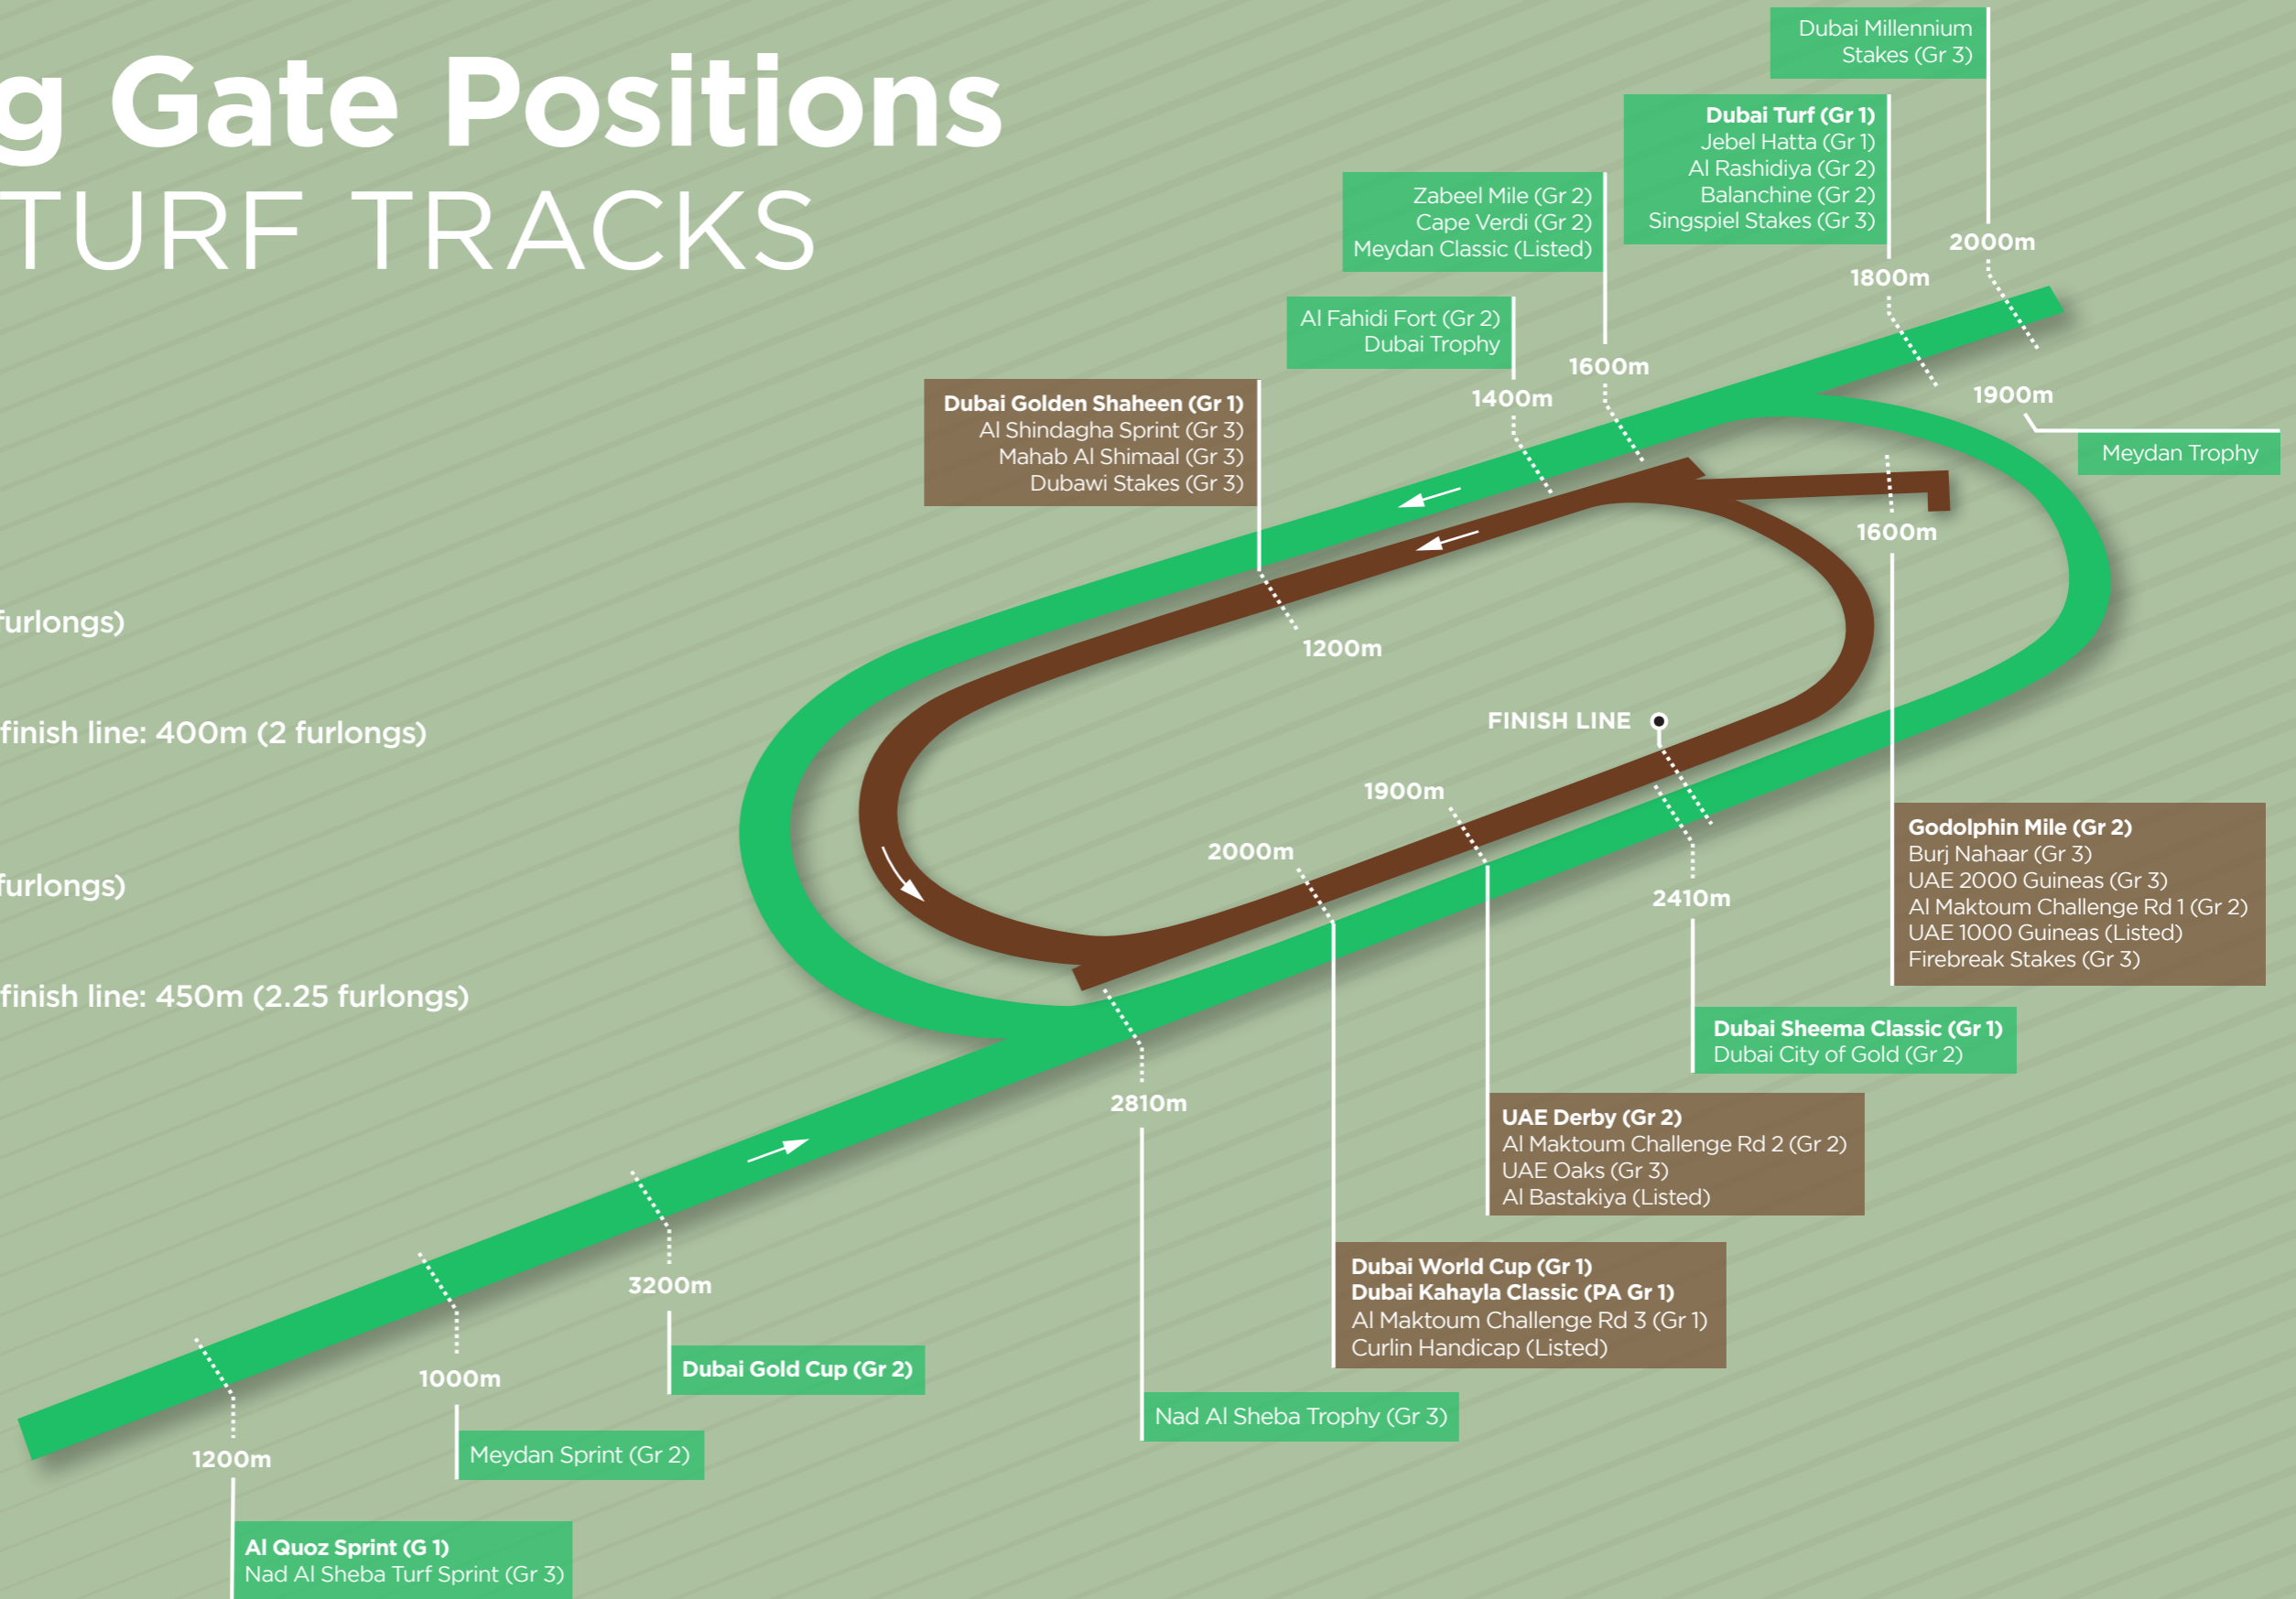 g Gate Positions
TURF TRACKS
furlongs)
finish line: 400m (2 furlongs)
furlongs)
finish line: 450m (2.25 furlongs)
Dubai Millennium
Stakes (Gr 3)
2000m
Dubai Turf (Gr 1)
Jebel Hatta (Gr 1)
Al Rashidiya (Gr 2)
Balanchine (Gr 2)
Singspiel Stakes (Gr 3)
1800m
Zabeel Mile (Gr 2)
Cape Verdi (Gr 2)
Meydan Classic (Listed)
1600m
Al Fahidi Fort (Gr 2)
Dubai Trophy
1400m
1900m
Meydan Trophy
Dubai Golden Shaheen (Gr 1)
Al Shindagha Sprint (Gr 3)
Mahab Al Shimaal (Gr 3)
Dubawi Stakes (Gr 3)
1200m
1600m
Godolphin Mile (Gr 2)
Burj Nahaar (Gr 3)
UAE 2000 Guineas (Gr 3)
Al Maktoum Challenge Rd 1 (Gr 2)
UAE 1000 Guineas (Listed)
Firebreak Stakes (Gr 3)
FINISH LINE
1900m
2000m
2410m
Dubai Sheema Classic (Gr 1)
Dubai City of Gold (Gr 2)
UAE Derby (Gr 2)
Al Maktoum Challenge Rd 2 (Gr 2)
UAE Oaks (Gr 3)
Al Bastakiya (Listed)
Dubai World Cup (Gr 1)
Dubai Kahayla Classic (PA Gr 1)
Al Maktoum Challenge Rd 3 (Gr 1)
Curlin Handicap (Listed)
2810m
Nad Al Sheba Trophy (Gr 3)
3200m
Dubai Gold Cup (Gr 2)
1000m
Meydan Sprint (Gr 2)
1200m
Al Quoz Sprint (G 1)
Nad Al Sheba Turf Sprint (Gr 3)